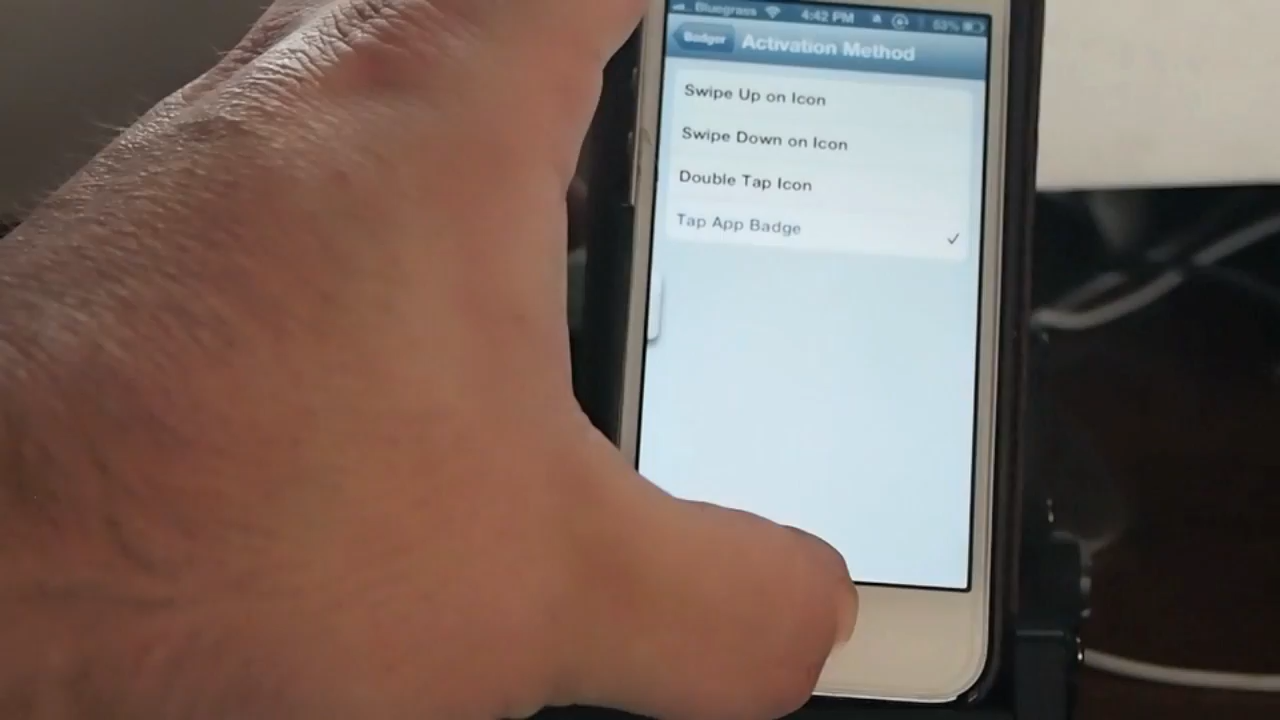 Bluegrass 4:42 PM 63%
Badger Activation Method
Swipe Up on Icon
Swipe Down on Icon
Double Tap Icon
Tap App Badge